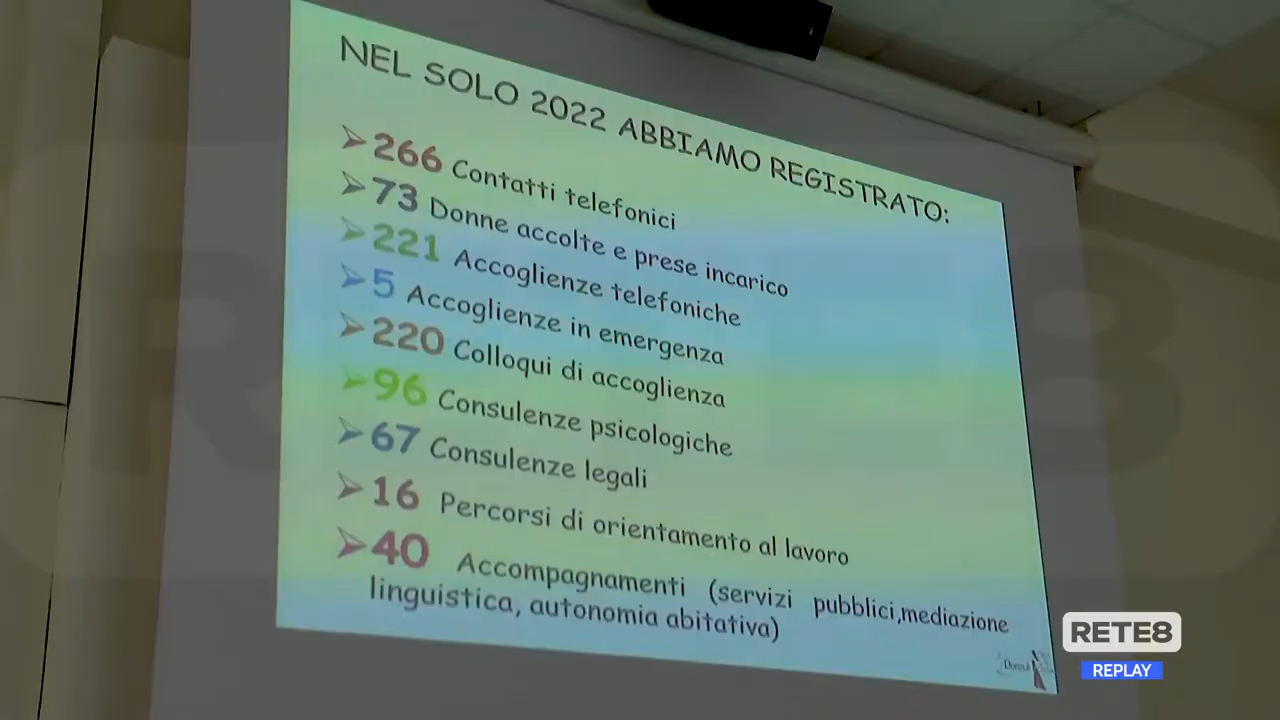 NEL SOLO 2022 ABBIAMO REGISTRATO:
266 Contatti telefonici
73 Donne accolte e prese incarico
221 Accoglienze telefoniche
5 Accoglienze in emergenza
220 Colloqui di accoglienza
96 Consulenze psicologiche
67 Consulenze legali
16 Percorsi di orientamento al lavoro
40 Accompagnamenti (servizi pubblici,mediazione
linguistica, autonomia abitativa)
RETE8
REPLAY